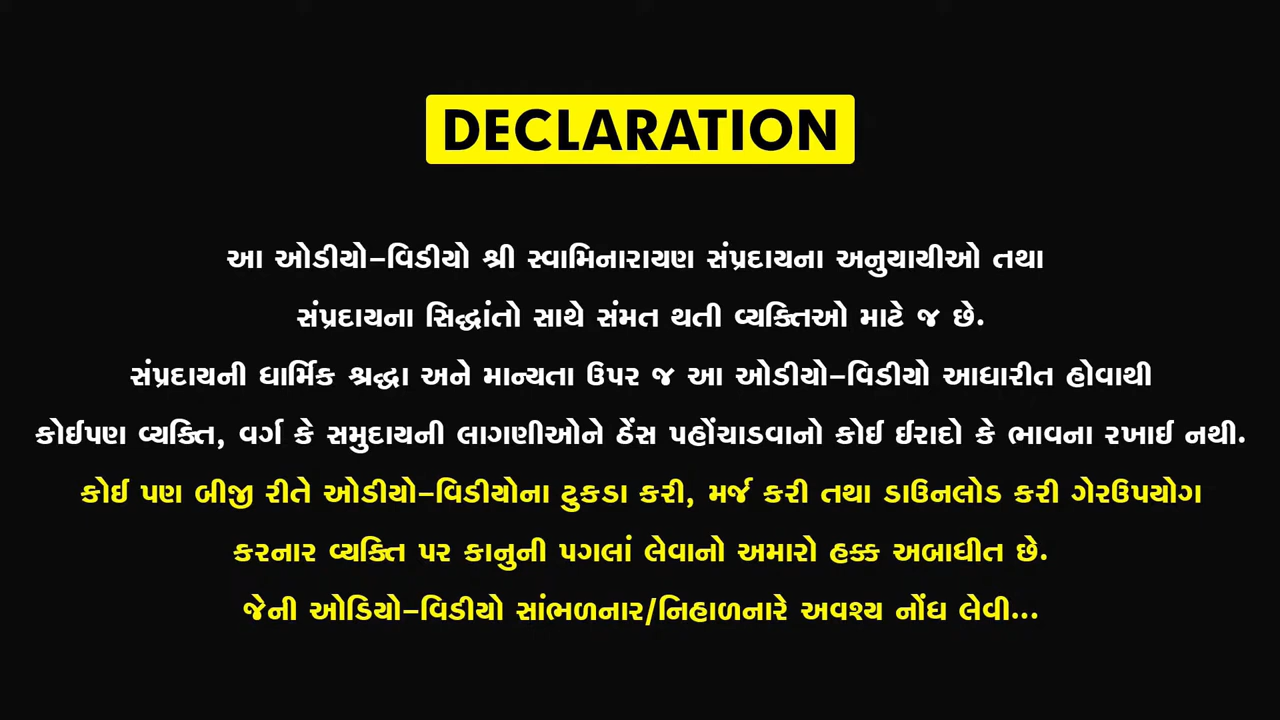 DECLARATION
આ ઓડીયો-વિડીયો શ્રી સ્વામિનારાયણ સંપ્રદાયના અનુયાયીઓ તથા
સંપ્રદાયના સિદ્ધાંતો સાથે સંમત થતી વ્યક્તિઓ માટે જ છે.
સંપ્રદાયની ધાર્મિક શ્રદ્ધા અને માન્યતા ઉપર જ આ ઓડીયો-વિડીયો આધારીત હોવાથી
કોઈપણ વ્યક્તિ, વર્ગ કે સમુદાયની લાગણીઓને ઠેંસ પહોંચાડવાનો કોઈ ઈરાદો કે ભાવના રખાઈ નથી.
કોઈ પણ બીજી રીતે ઓડીયો-વિડીયોના ટુકડા કરી, મર્જ કરી તથા ડાઉનલોડ કરી ગેરઉપયોગ
કરનાર વ્યક્તિ પર કાનુની પગલાં લેવાનો અમારો હક્ક અબાધીત છે.
જેની ઓડિયો-વિડીયો સાંભળનાર/નિહાળનારે અવશ્ય નોંધ લેવી...